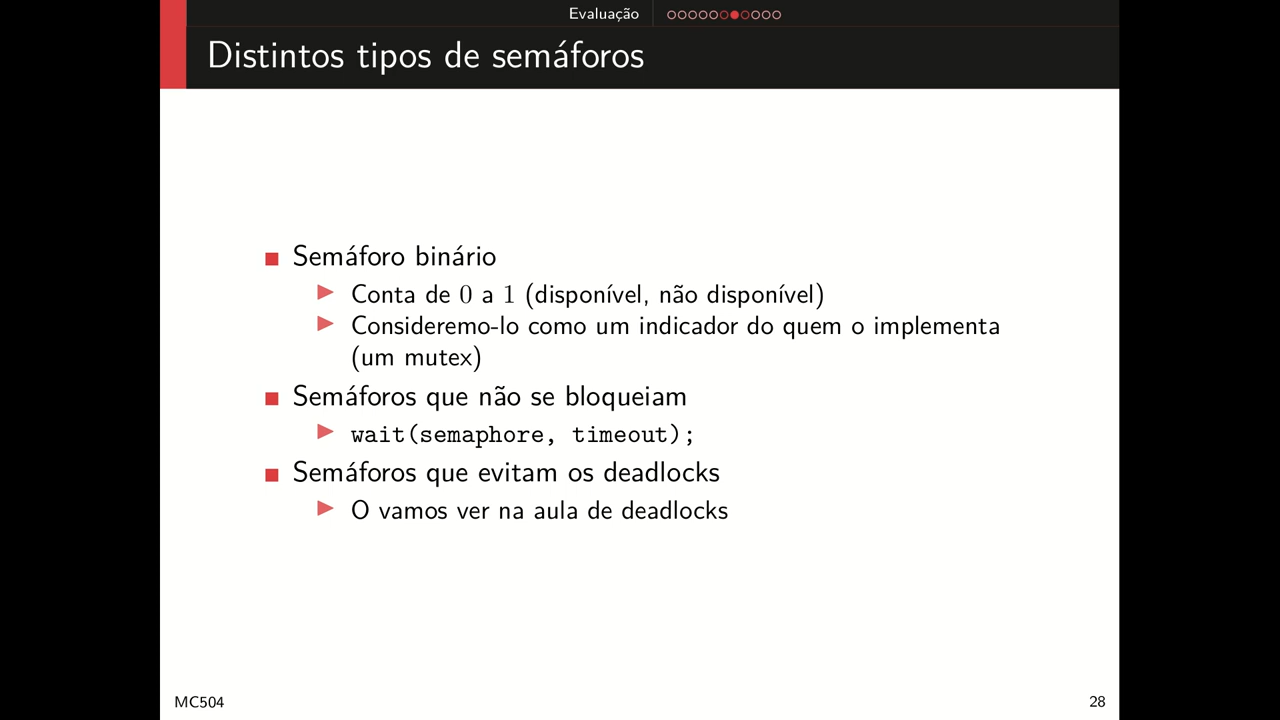 Evaluação
Distintos tipos de semáforos
Semáforo binário
Conta de 0 a 1 (disponível, não disponível)
Consideremo-lo como um indicador do quem o implementa
(um mutex)
Semáforos que não se bloqueiam
wait(semaphore, timeout);
Semáforos que evitam os deadlocks
O vamos ver na aula de deadlocks
MC504
28